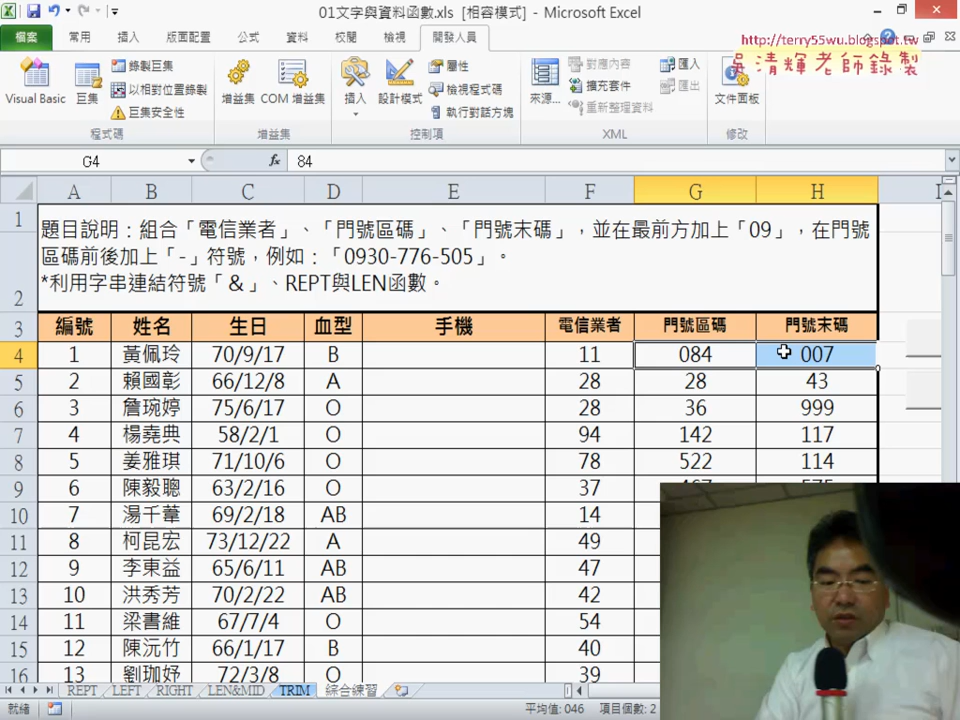 01文字與資料函數.xls [相容模式] - Microsoft Excel
檔案 常用 插入 版面配置 公式 資料 校閱 檢視 開發人員
http://terry55wu.blogspot.tw
吳清輝老師錄製
Visual Basic 巨集 錄製巨集 以相對位置錄製 巨集安全性 增益集 COM 增益集 插入 設計模式 屬性 檢視程式碼 執行對話方塊 來源... 對應內容 擴充套件 重新整理資料 匯入 匯出 文件面板
程式碼 增益集 控制項 XML 修改
G4 fx 84
A B C D E F G H I
1 題目說明：組合「電信業者」、「門號區碼」、「門號末碼」，並在最前方加上「09」，在門號
區碼前後加上「-」符號，例如：「0930-776-505」。
2 *利用字串連結符號「&」、REPT與LEN函數。
3 編號 姓名 生日 血型 手機 電信業者 門號區碼 門號末碼
4 1 黃佩玲 70/9/17 B 11 084 007
5 2 賴國彰 66/12/8 A 28 28 43
6 3 詹琬婷 75/6/17 O 28 36 999
7 4 楊堯典 58/2/1 O 94 142 117
8 5 姜雅琪 71/10/6 O 78 522 114
9 6 陳毅聰 63/2/16 O 37
10 7 湯千葦 69/2/18 AB 14
11 8 柯昆宏 73/12/22 A 49
12 9 李東益 65/6/11 AB 47
13 10 洪秀芳 70/2/22 AB 42
14 11 梁書維 67/7/4 O 54
15 12 陳沅竹 66/1/17 B 40
16 13 劉珈妤 72/3/8 O 39
REPT LEFT RIGHT LEN&MID TRIM 綜合練習
就緒 平均值: 046 項目個數: 2